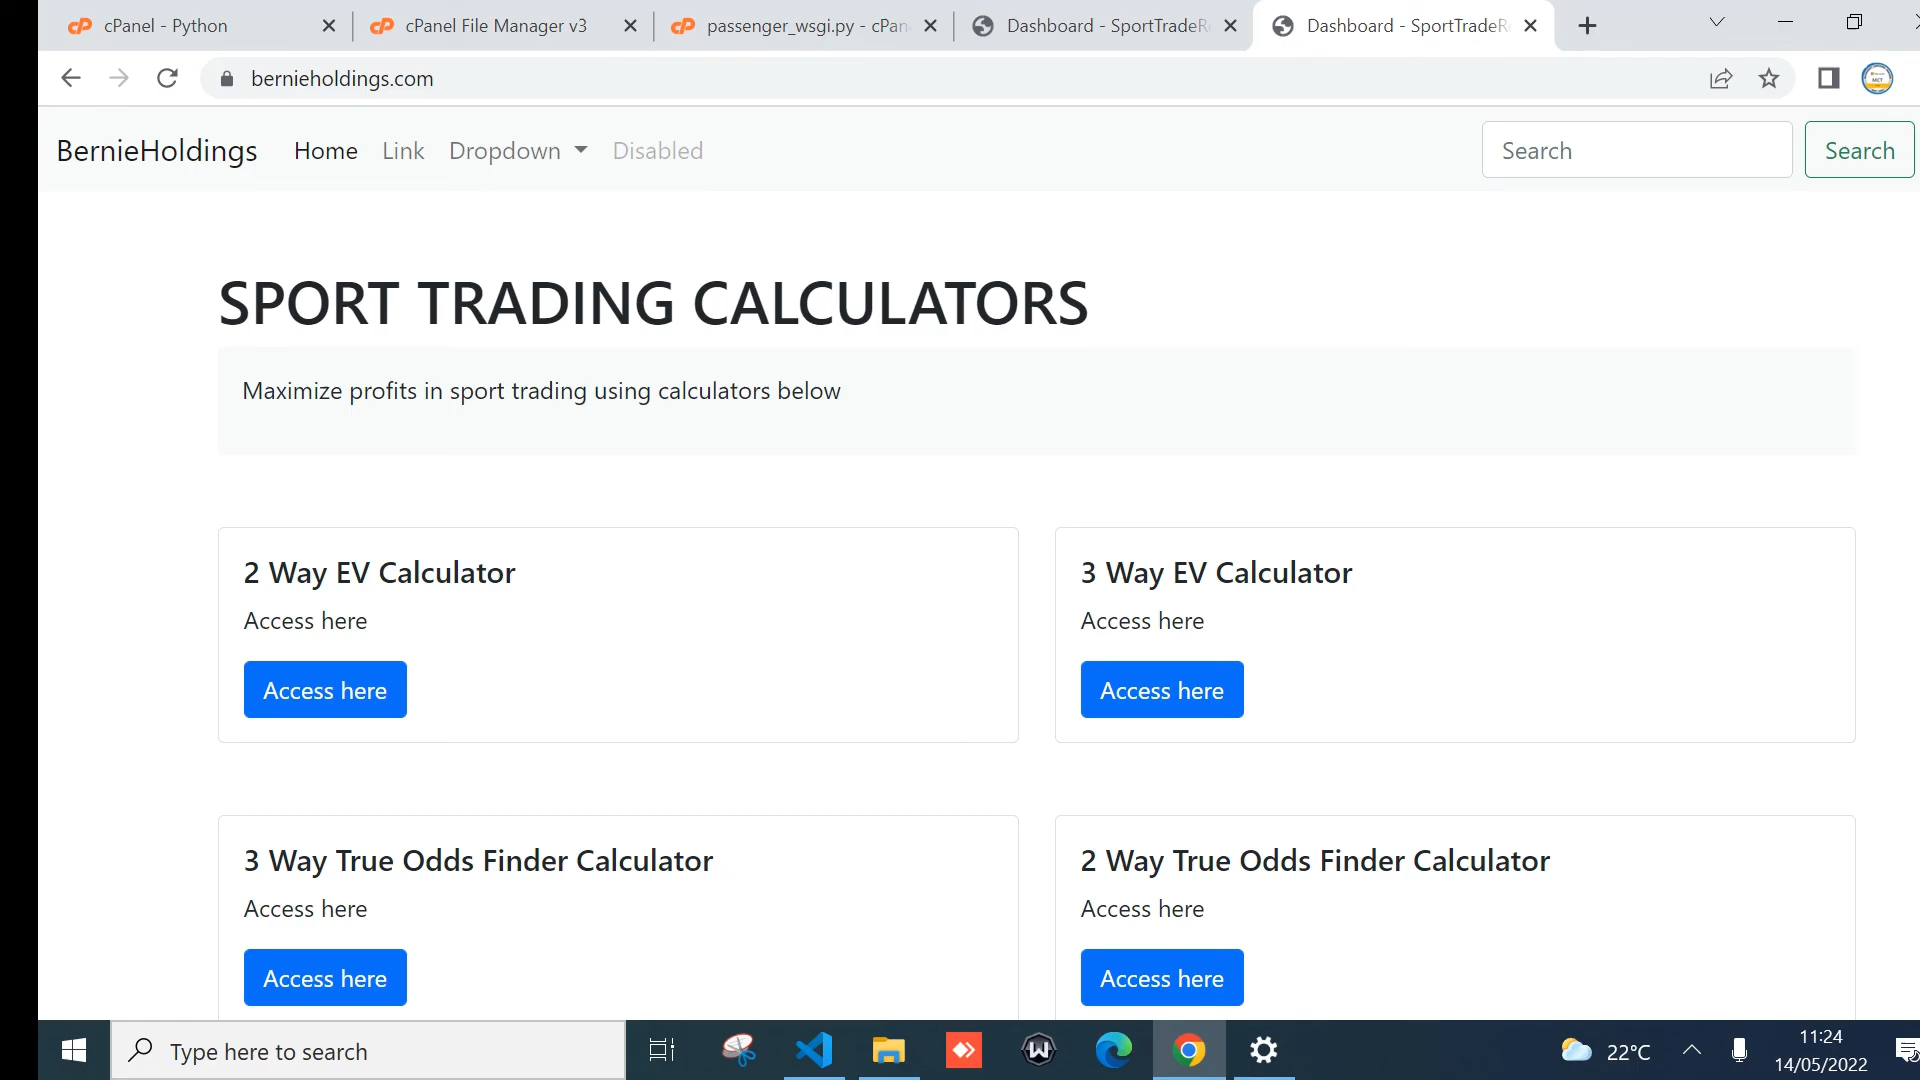 cPanel - Python
cPanel File Manager v3
passenger_wsgi.py - cPan
Dashboard - SportTradeR
Dashboard - SportTradeR
bernieholdings.com
BernieHoldings Home Link Dropdown Disabled Search Search
SPORT TRADING CALCULATORS
Maximize profits in sport trading using calculators below
2 Way EV Calculator
Access here
Access here
3 Way EV Calculator
Access here
Access here
3 Way True Odds Finder Calculator
Access here
Access here
2 Way True Odds Finder Calculator
Access here
Access here
Type here to search
22°C
11:24
14/05/2022